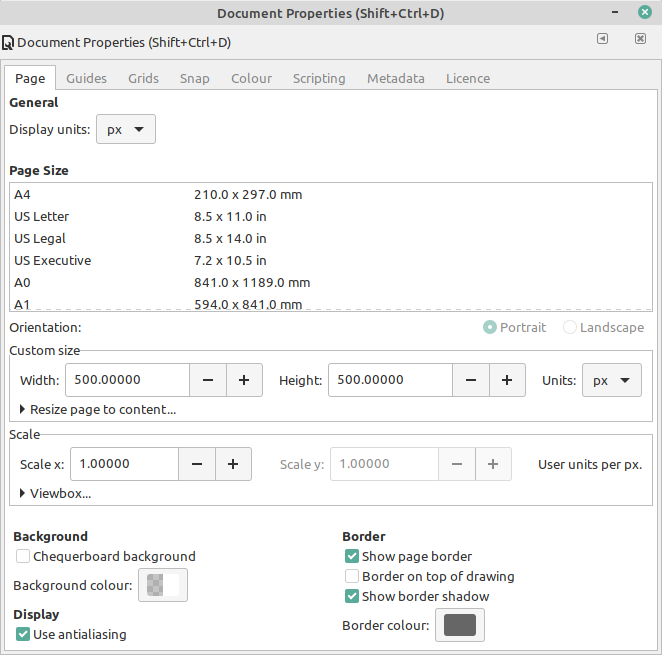 Document Properties (Shift+Ctrl+D)
Document Properties (Shift+Ctrl+D)
Page Guides Grids Snap Colour Scripting Metadata Licence
General
Display units: px
Page Size
A4 210.0 x 297.0 mm
US Letter 8.5 x 11.0 in
US Legal 8.5 x 14.0 in
US Executive 7.2 x 10.5 in
A0 841.0 x 1189.0 mm
A1 594.0 x 841.0 mm
Orientation: Portrait Landscape
Custom size
Width: 500.00000 Height: 500.00000 Units: px
Resize page to content...
Scale
Scale x: 1.00000 Scale y: 1.00000 User units per px.
Viewbox...
Background
Chequerboard background
Background colour:
Display
Use antialiasing
Border
Show page border
Border on top of drawing
Show border shadow
Border colour: